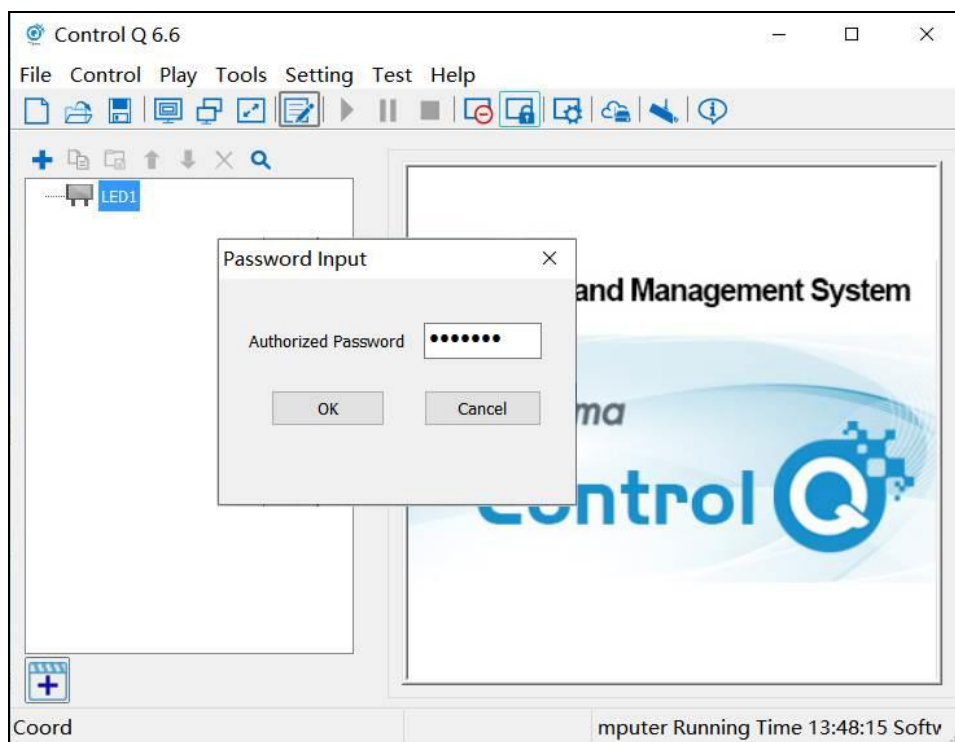 Control Q 6.6
File Control Play Tools Setting Test Help
LED1
Password Input
and Management System
Authorized Password
OK Cancel
ma
Control
Coord
mputer Running Time 13:48:15 Softw